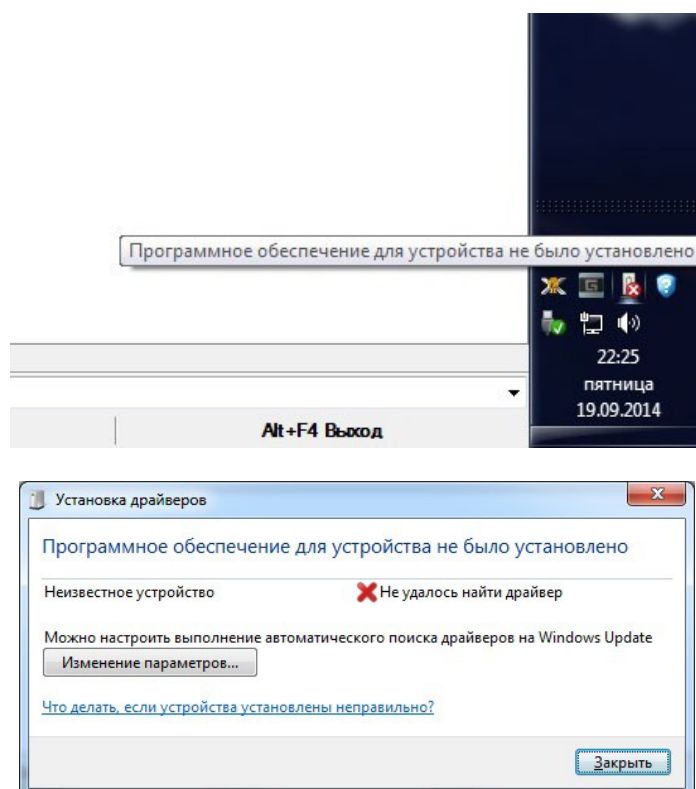 Программное обеспечение для устройства не было установлено
22:25
пятница
19.09.2014
Alt+F4 Выход
Установка драйверов
Программное обеспечение для устройства не было установлено
Неизвестное устройство Не удалось найти драйвер
Можно настроить выполнение автоматического поиска драйверов на Windows Update
Изменение параметров...
Что делать, если устройства установлены неправильно?
Закрыть